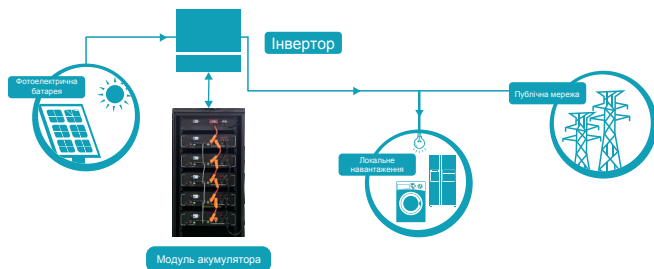 Інвертор
Фотоелектрична
батарея
Публічна мережа
Локальне
навантаження
Модуль акумулятора